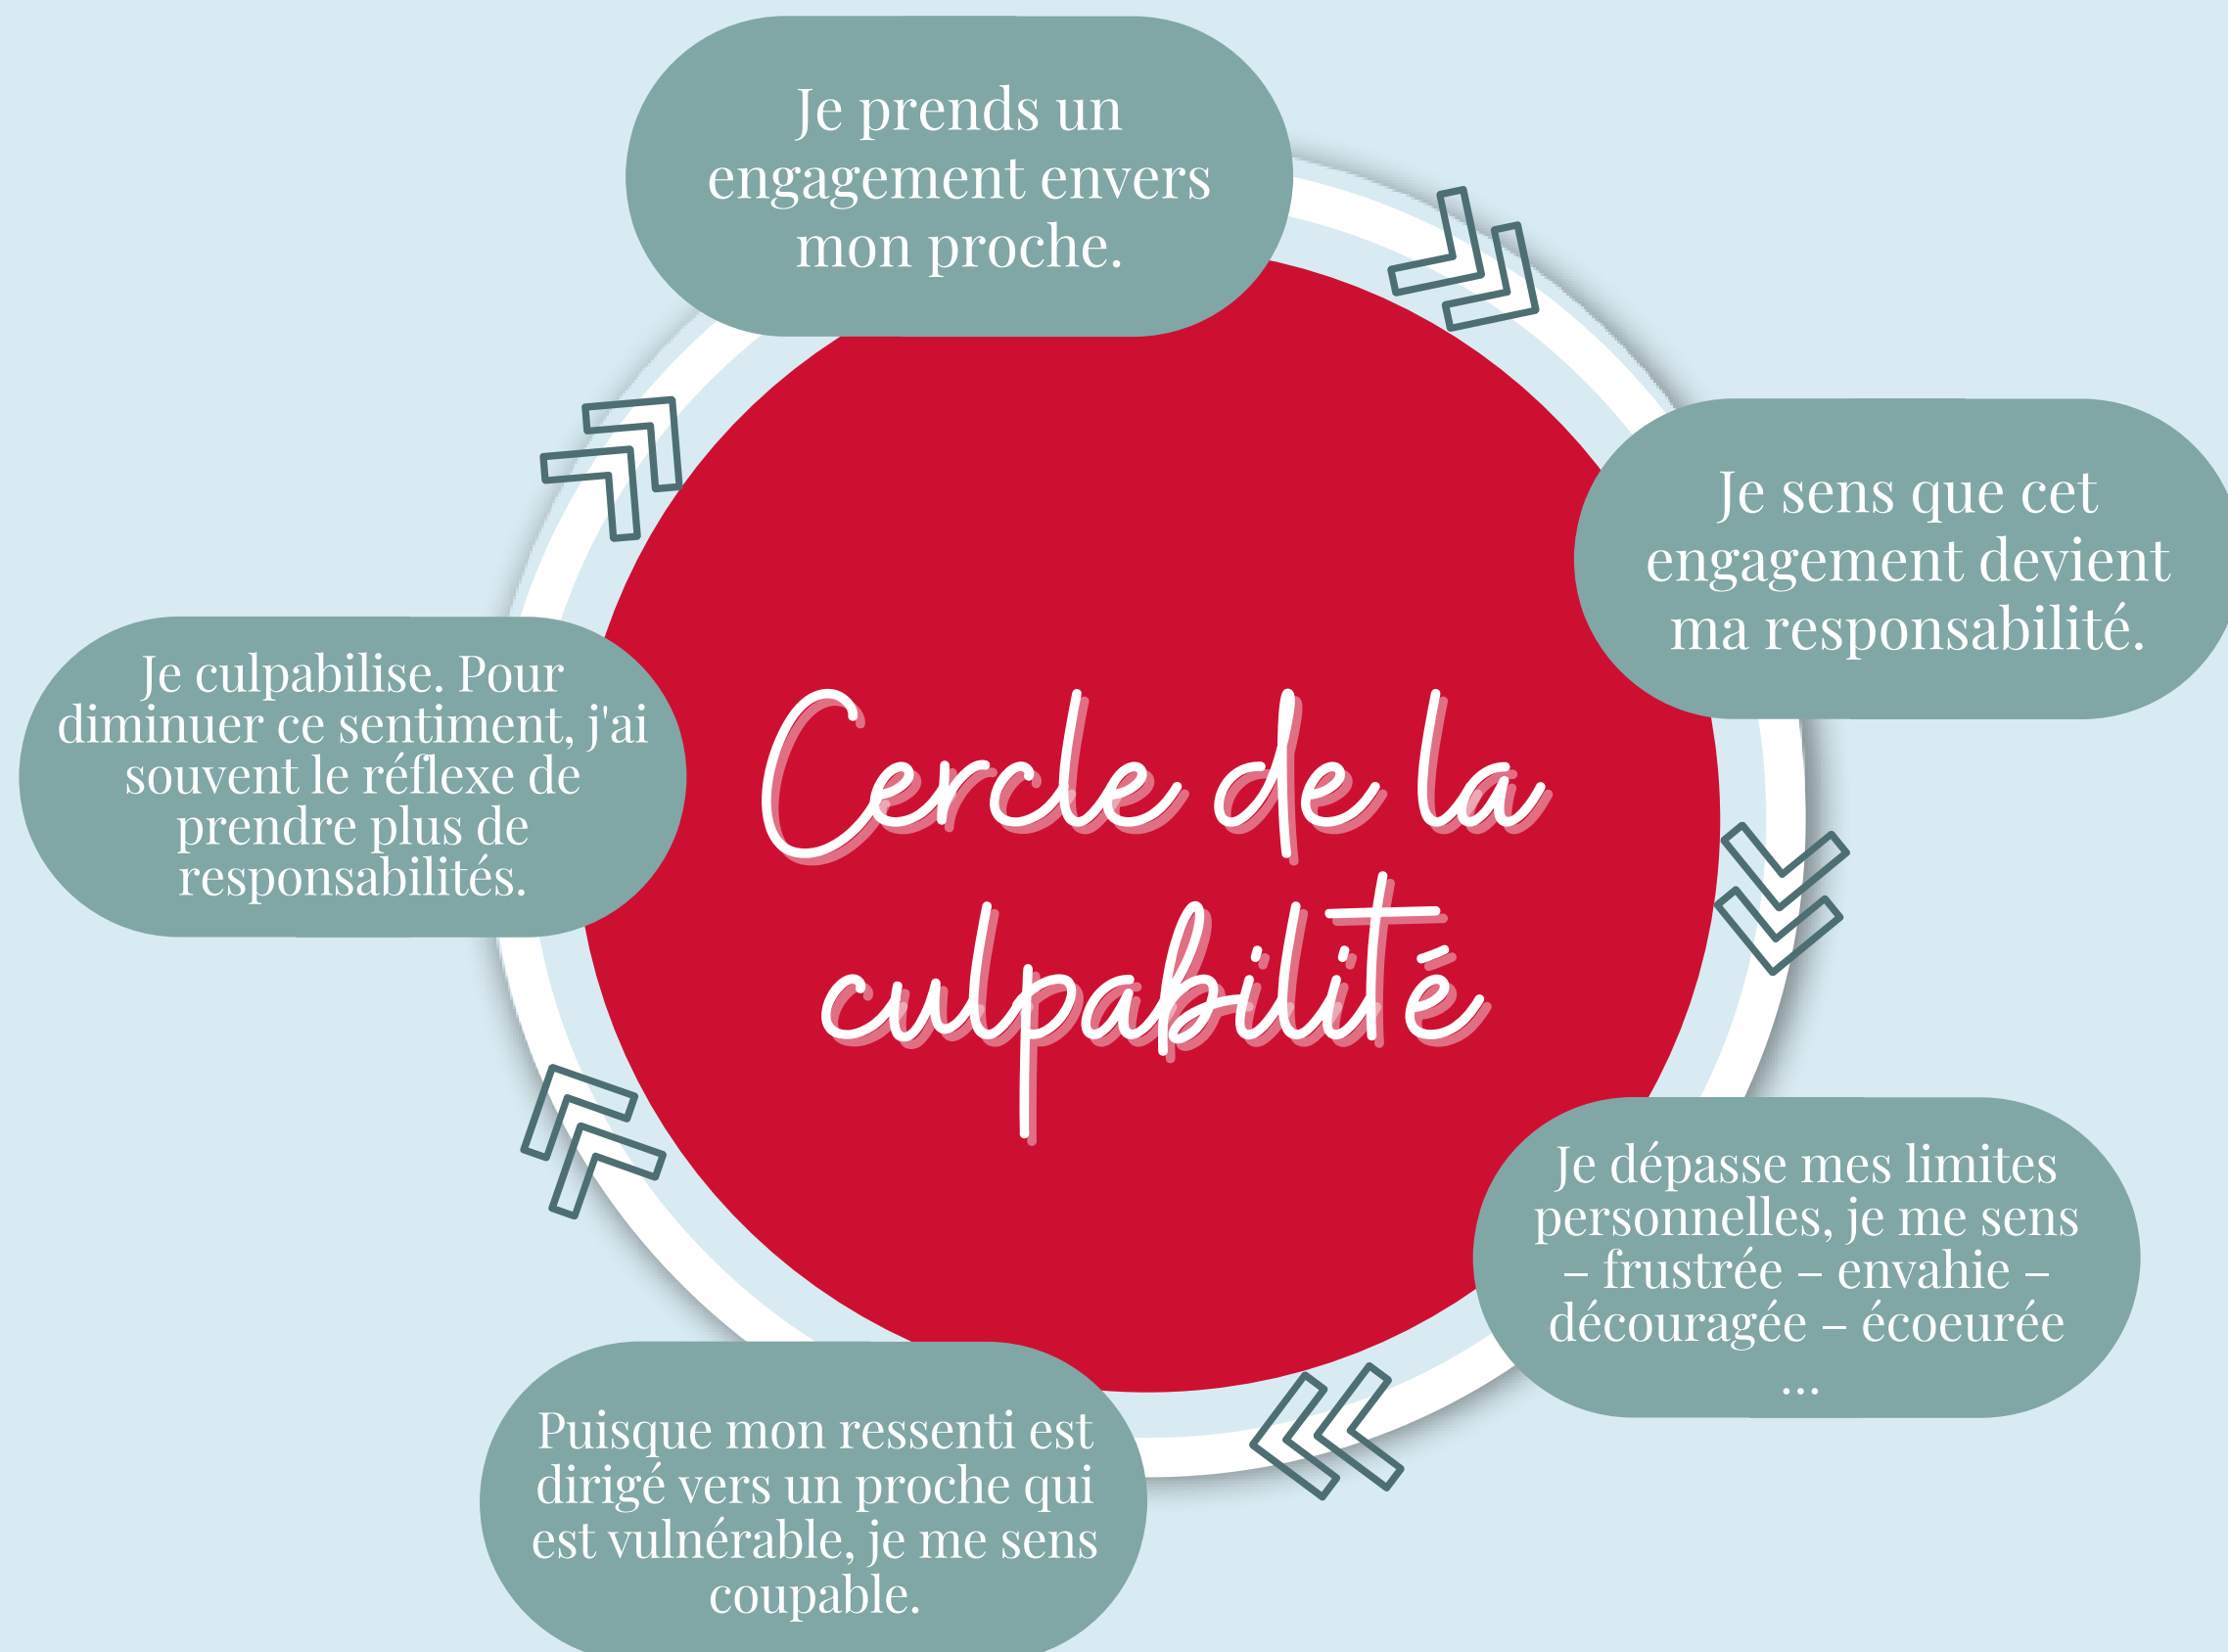 Je prends un
engagement envers
mon proche.
Je sens que cet
engagement devient
ma responsabilité.
Je dépasse mes limites
personnelles, je me sens
– frustrée – envahie –
découragée – écoeurée
...
Puisque mon ressenti est
dirigé vers un proche qui
est vulnérable, je me sens
coupable.
Je culpabilise. Pour
diminuer ce sentiment, j'ai
souvent le réflexe de
prendre plus de
responsabilités.
Cercle de la
culpabilité